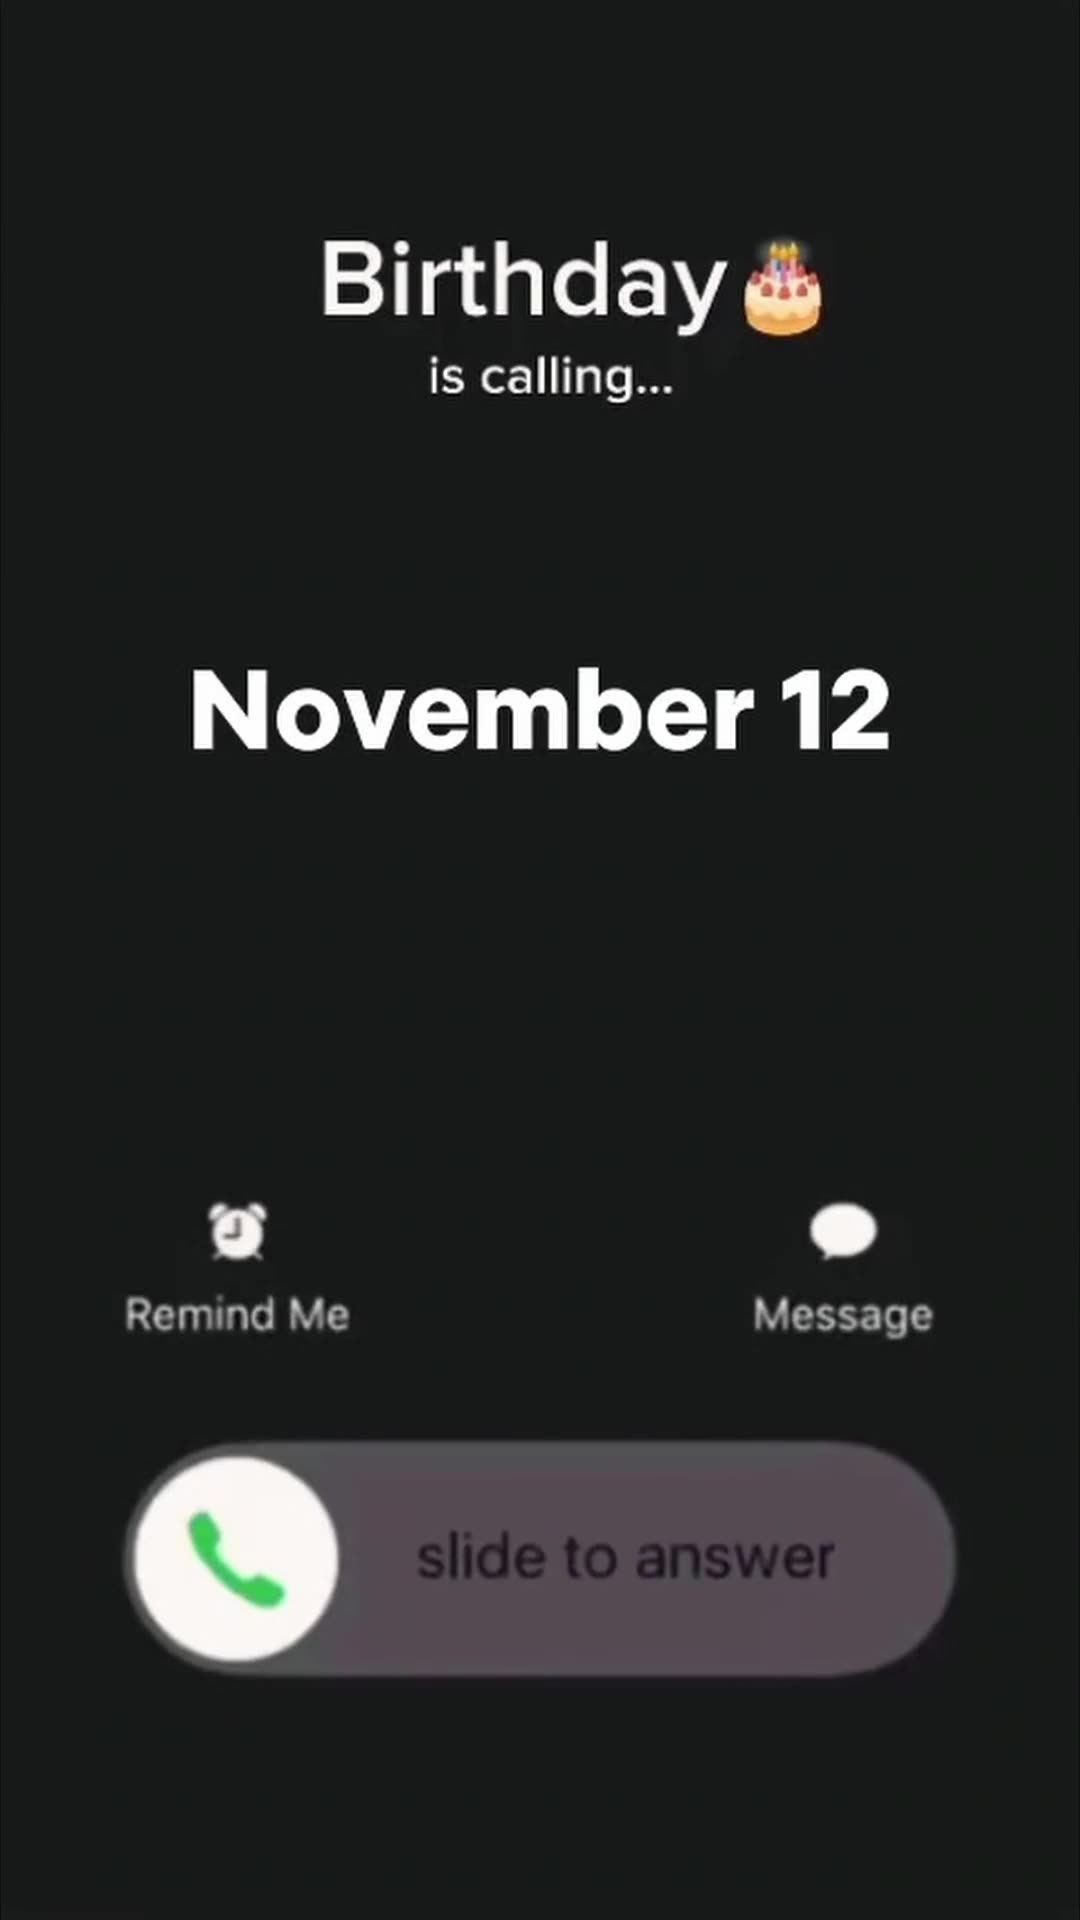 Birthday🎂
is calling...
November 12
Remind Me
Message
slide to answer